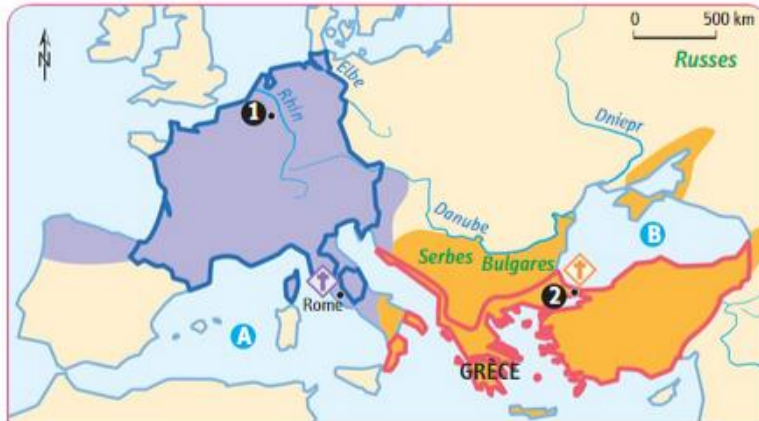 0 500 km
N
Russes
Elbe
Rhin
1
Dniepr
Danube
B
Serbes Bulgares
2
Rome
A
GRÈCE